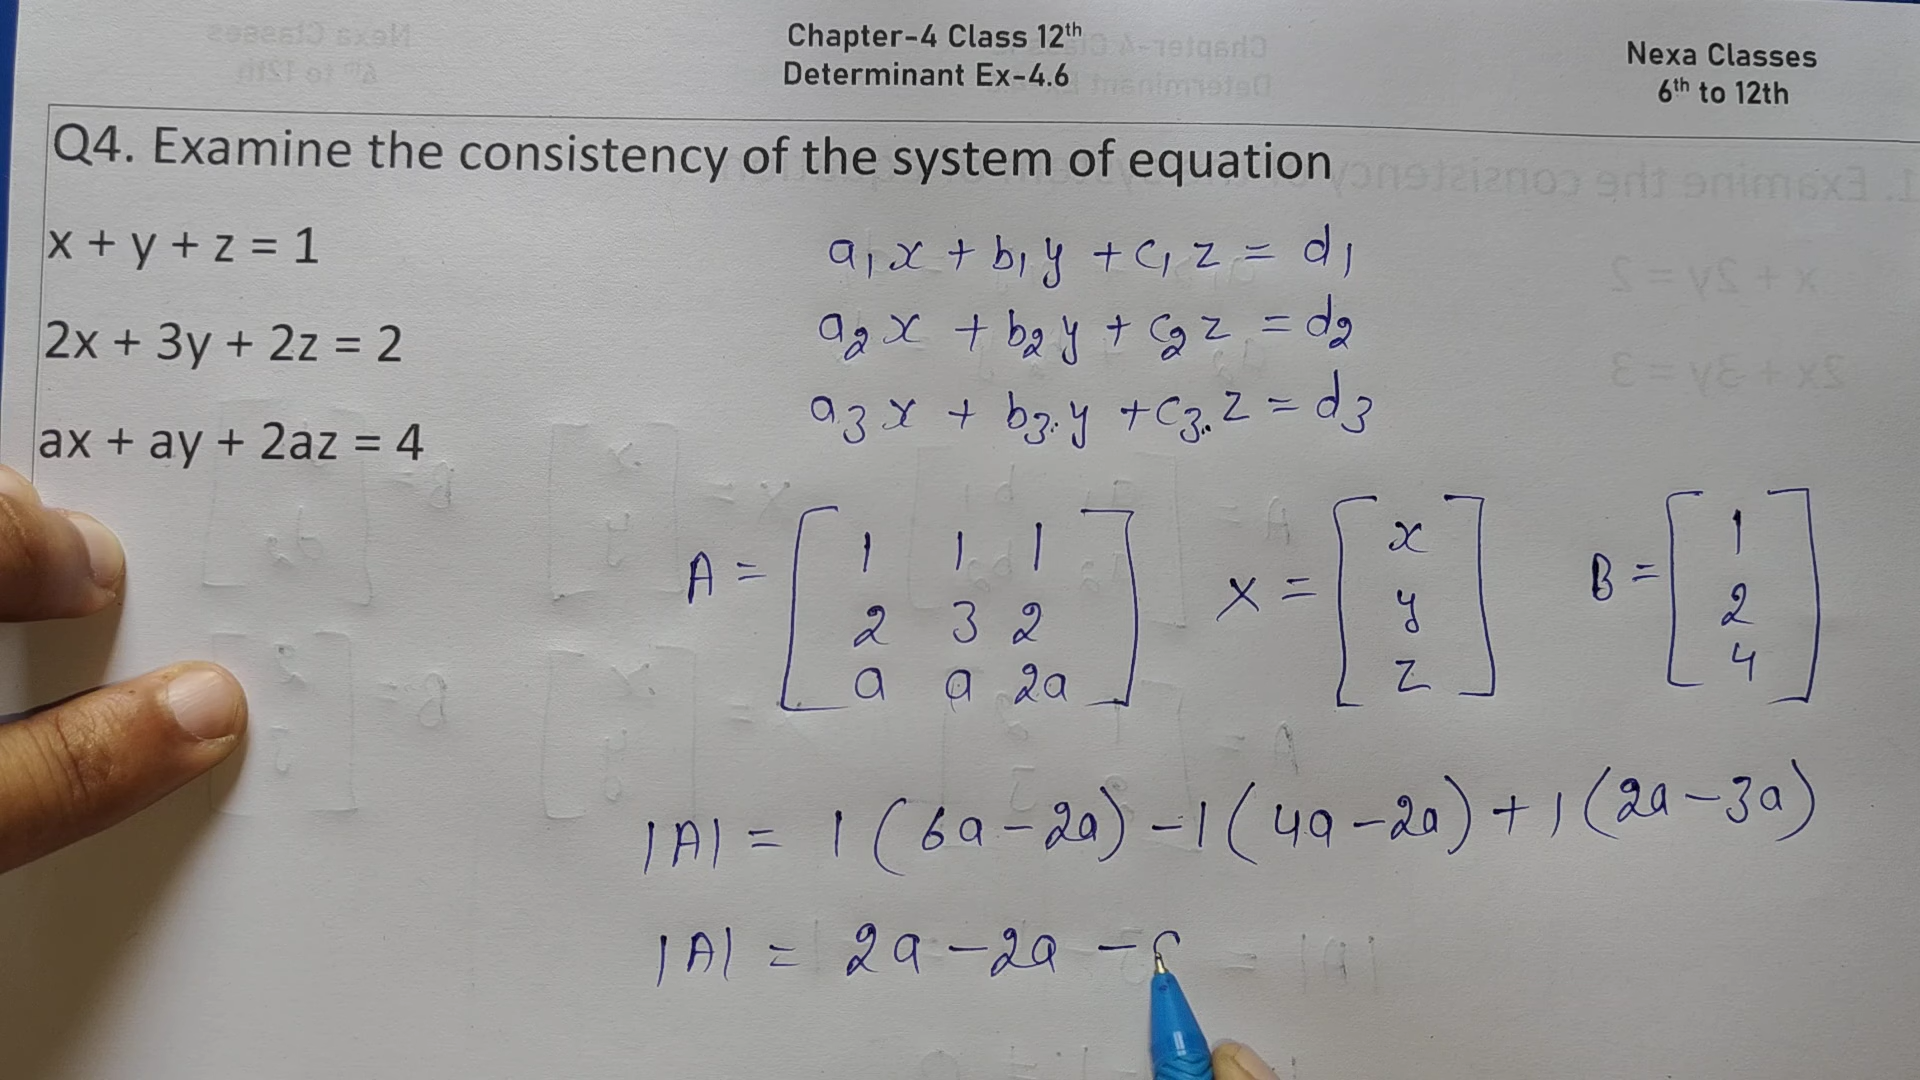 Chapter-4 Class 12th
Determinant Ex-4.6
Nexa Classes
6th to 12th
Q4. Examine the consistency of the system of equation
x + y + z = 1
2x + 3y + 2z = 2
ax + ay + 2az = 4
a₁x + b₁y + c₁z = d₁
a₂x + b₂y + c₂z = d₂
a₃x + b₃y + c₃z = d₃
A = [ 1 1 1
2 3 2
a a 2a ]
X = [ x
y
z ]
B = [ 1
2
4 ]
|A| = 1 (6a - 2a) - 1 (4a - 2a) + 1 (2a - 3a)
|A| = 2a - 2a -